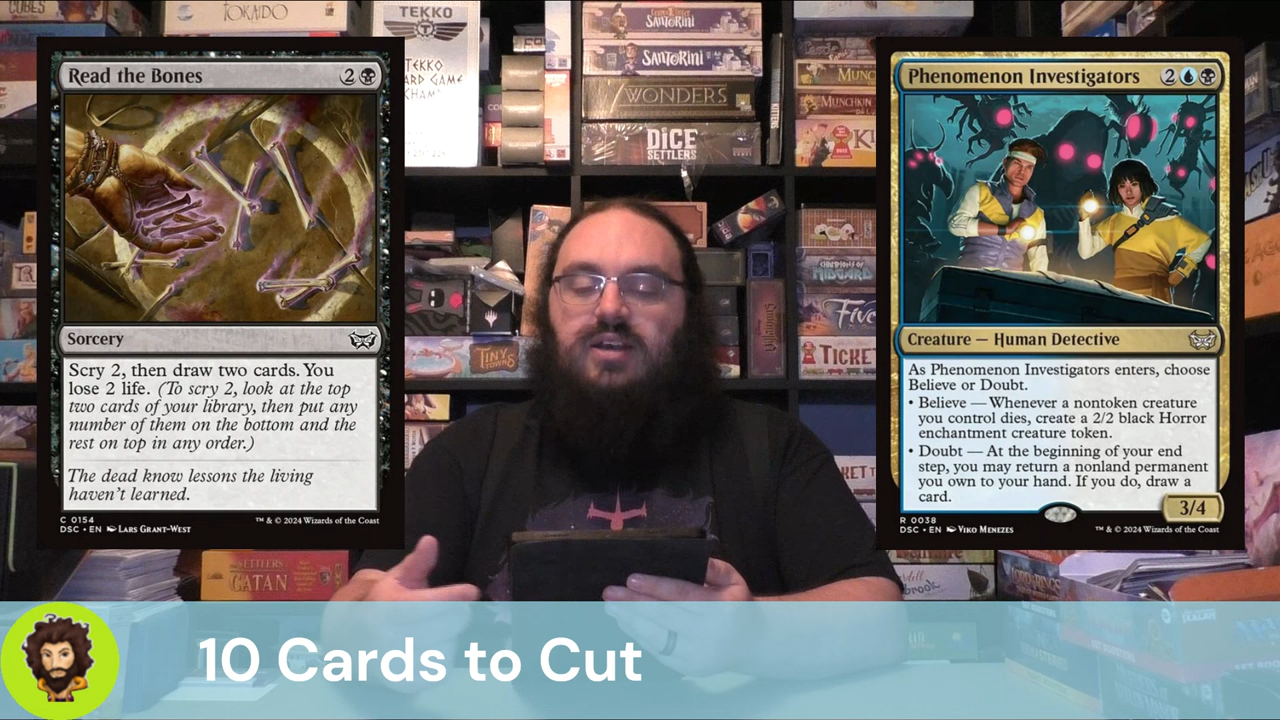 CUBES
TOKAIDO
TEKKO
TEKKO
CHAM
SANTORINI
SANTORINI
WONDERS
DiCE
SETTLERS
MUNCHKIN
Read the Bones
2
Sorcery
Scry 2, then draw two cards. You
lose 2 life. (To scry 2, look at the top
two cards of your library, then put any
number of them on the bottom and the
rest on top in any order.)
The dead know lessons the living
haven't learned.
C 0154
DSC • EN Lars Grant-West
™ & © 2024 Wizards of the Coast
Phenomenon Investigators
2
Creature — Human Detective
As Phenomenon Investigators enters, choose
Believe or Doubt.
• Believe — Whenever a nontoken creature
you control dies, create a 2/2 black Horror
enchantment creature token.
• Doubt — At the beginning of your end
step, you may return a nonland permanent
you own to your hand. If you do, draw a
card.
3/4
R 0038
DSC • EN Viko Menezes
™ & © 2024 Wizards of the Coast
MIDGARD
Five
TICKET
TINY
TOWNS
SETTLERS
CATAN
10 Cards to Cut